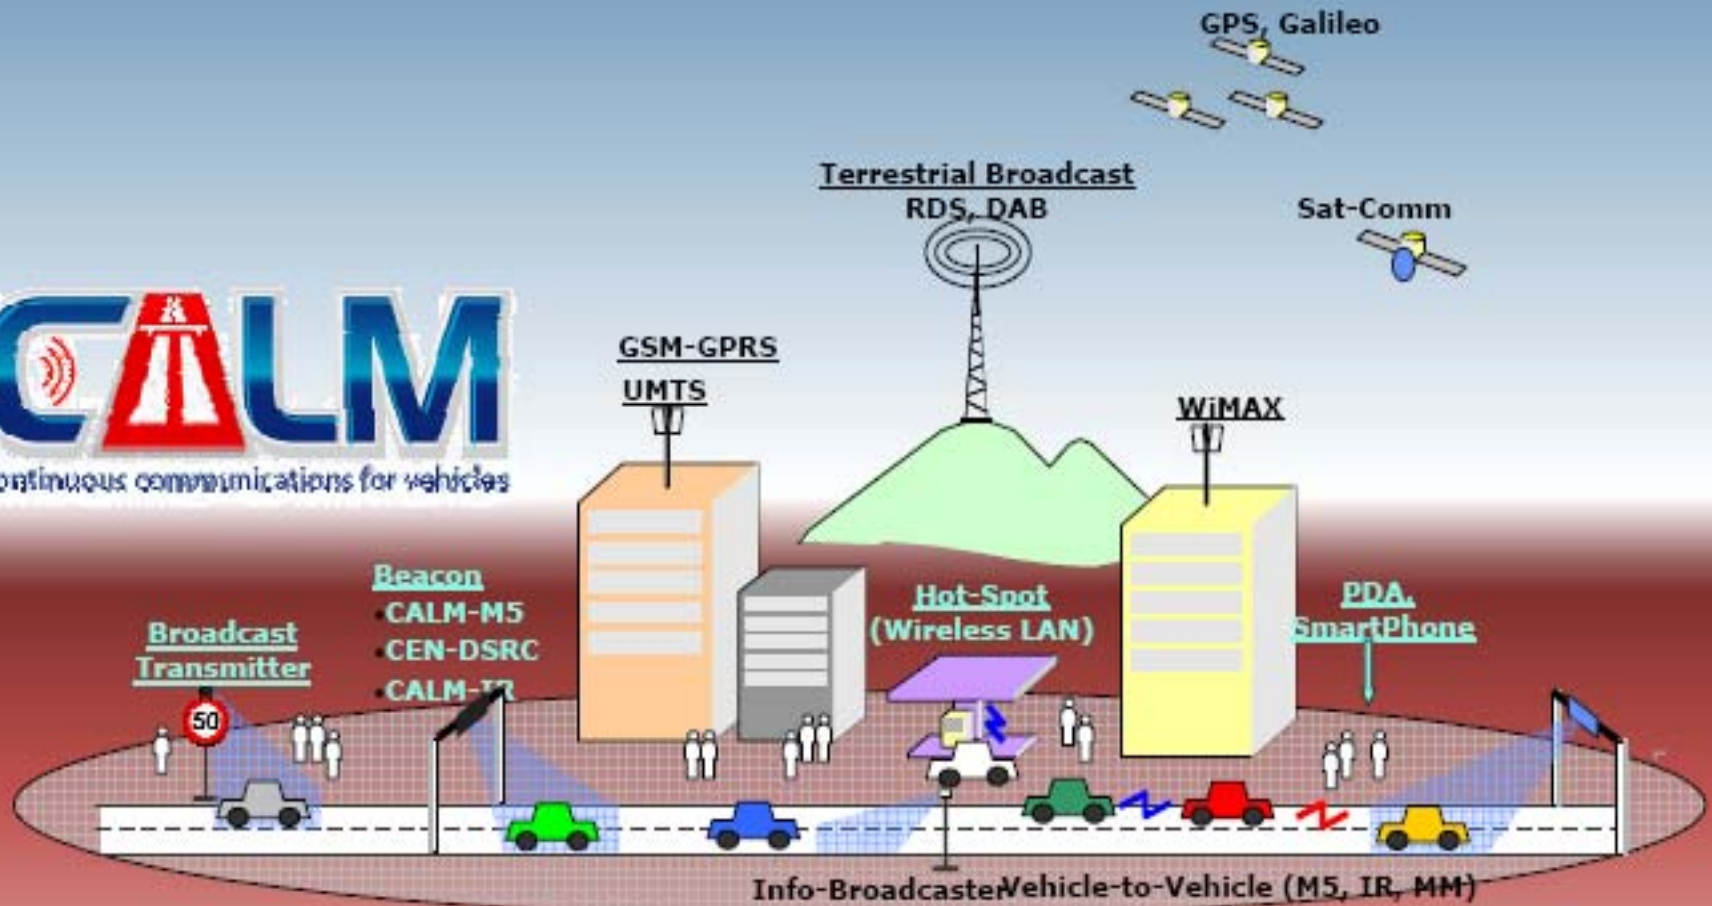 GPS, Galileo
Terrestrial Broadcast
RDS, DAB
Sat-Comm
CALM
ontinuous communications for vehicles
GSM-GPRS
UMTS
WiMAX
Beacon
•CALM-M5
•CEN-DSRC
•CALM-IR
Broadcast
Transmitter
Hot-Spot
(Wireless LAN)
PDA,
SmartPhone
50
Info-Broadcaster
Vehicle-to-Vehicle (M5, IR, MM)